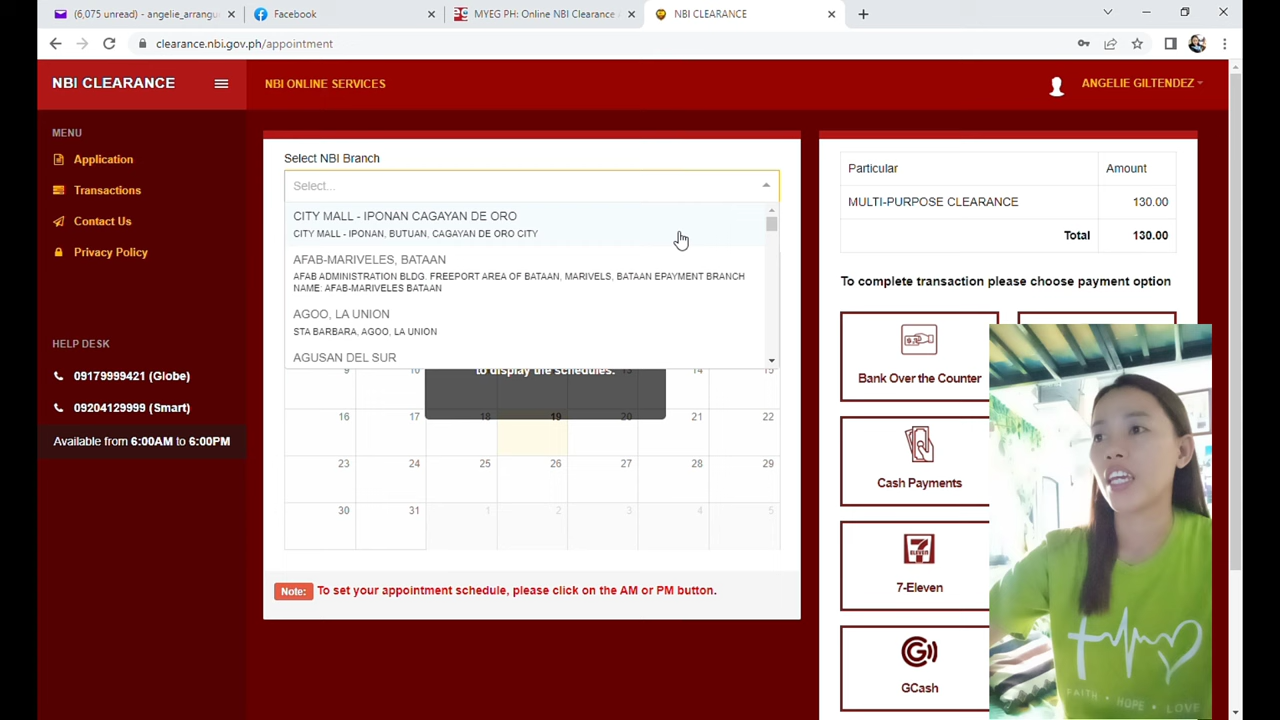 (6,075 unread) - angelie_arrangu
Facebook
MYEG PH: Online NBI Clearance
NBI CLEARANCE
clearance.nbi.gov.ph/appointment
NBI CLEARANCE
NBI ONLINE SERVICES
ANGELIE GILTENDEZ
MENU
Application
Transactions
Contact Us
Privacy Policy
HELP DESK
09179999421 (Globe)
09204129999 (Smart)
Available from 6:00AM to 6:00PM
Select NBI Branch
Select...
CITY MALL - IPONAN CAGAYAN DE ORO
CITY MALL - IPONAN, BUTUAN, CAGAYAN DE ORO CITY
AFAB-MARIVELES, BATAAN
AFAB ADMINISTRATION BLDG. FREEPORT AREA OF BATAAN, MARIVELS, BATAAN EPAYMENT BRANCH
NAME: AFAB-MARIVELES BATAAN
AGOO, LA UNION
STA BARBARA, AGOO, LA UNION
AGUSAN DEL SUR
to display the schedules.
9 10 13 14 15
16 17 18 19 20 21 22
23 24 25 26 27 28 29
30 31 1 2 3 4 5
Note: To set your appointment schedule, please click on the AM or PM button.
Particular Amount
MULTI-PURPOSE CLEARANCE 130.00
Total 130.00
To complete transaction please choose payment option
Bank Over the Counter
Cash Payments
7
ELEVEN
7-Eleven
GCash
FAITH • HOPE • LOVE